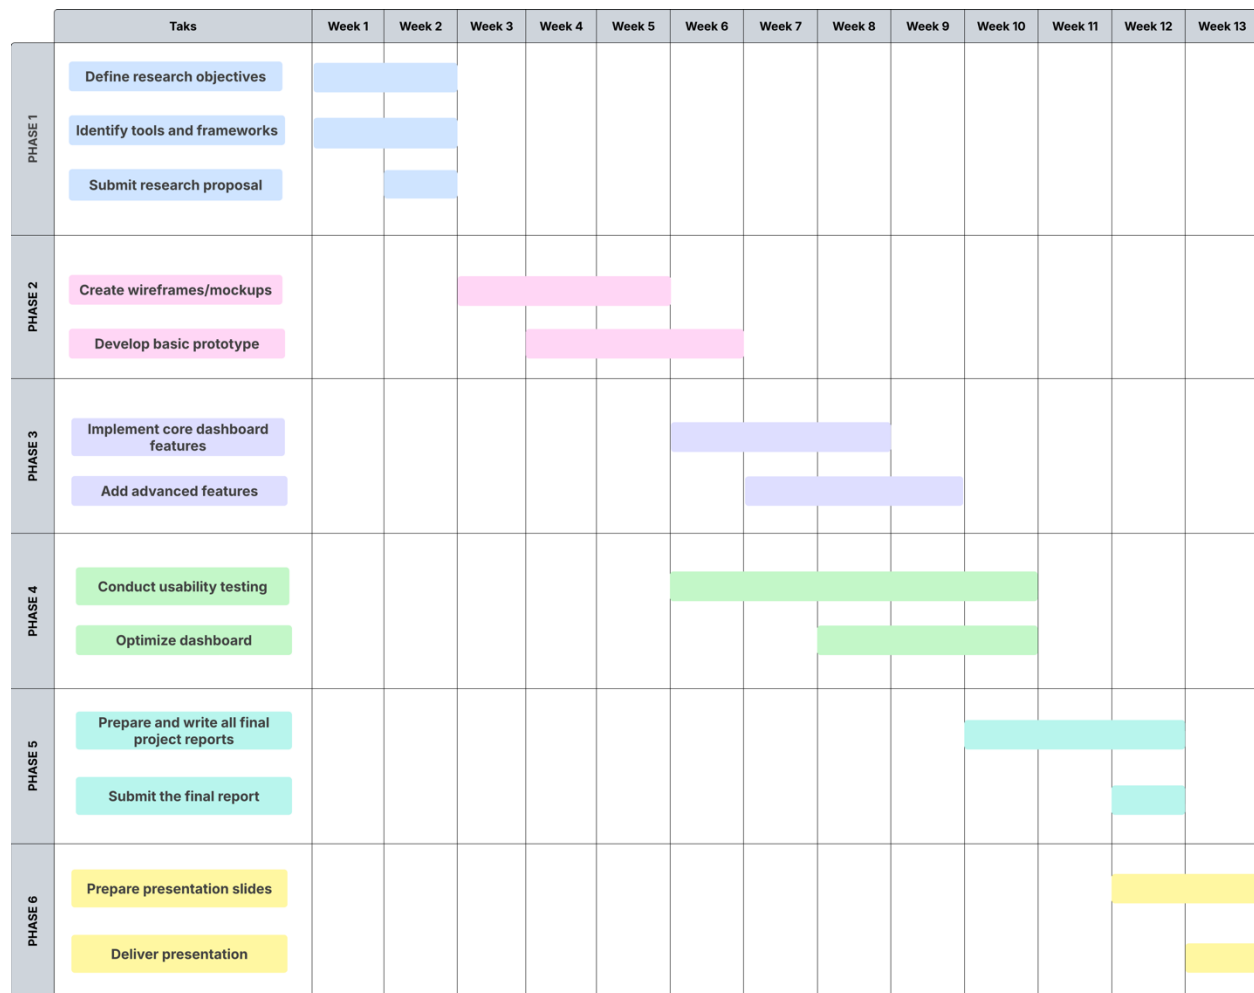 Taks Week 1 Week 2 Week 3 Week 4 Week 5 Week 6 Week 7 Week 8 Week 9 Week 10 Week 11 Week 12 Week 13
PHASE 1
Define research objectives
Identify tools and frameworks
Submit research proposal
PHASE 2
Create wireframes/mockups
Develop basic prototype
PHASE 3
Implement core dashboard
features
Add advanced features
PHASE 4
Conduct usability testing
Optimize dashboard
PHASE 5
Prepare and write all final
project reports
Submit the final report
PHASE 6
Prepare presentation slides
Deliver presentation